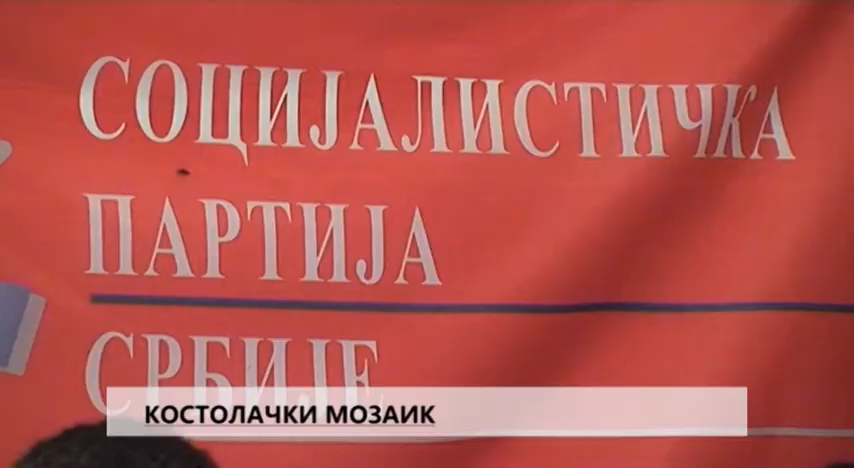 СОЦИЈАЛИСТИЧКА
ПАРТИЈА
СРБИЈЕ
КОСТОЛАЧКИ МОЗАИК